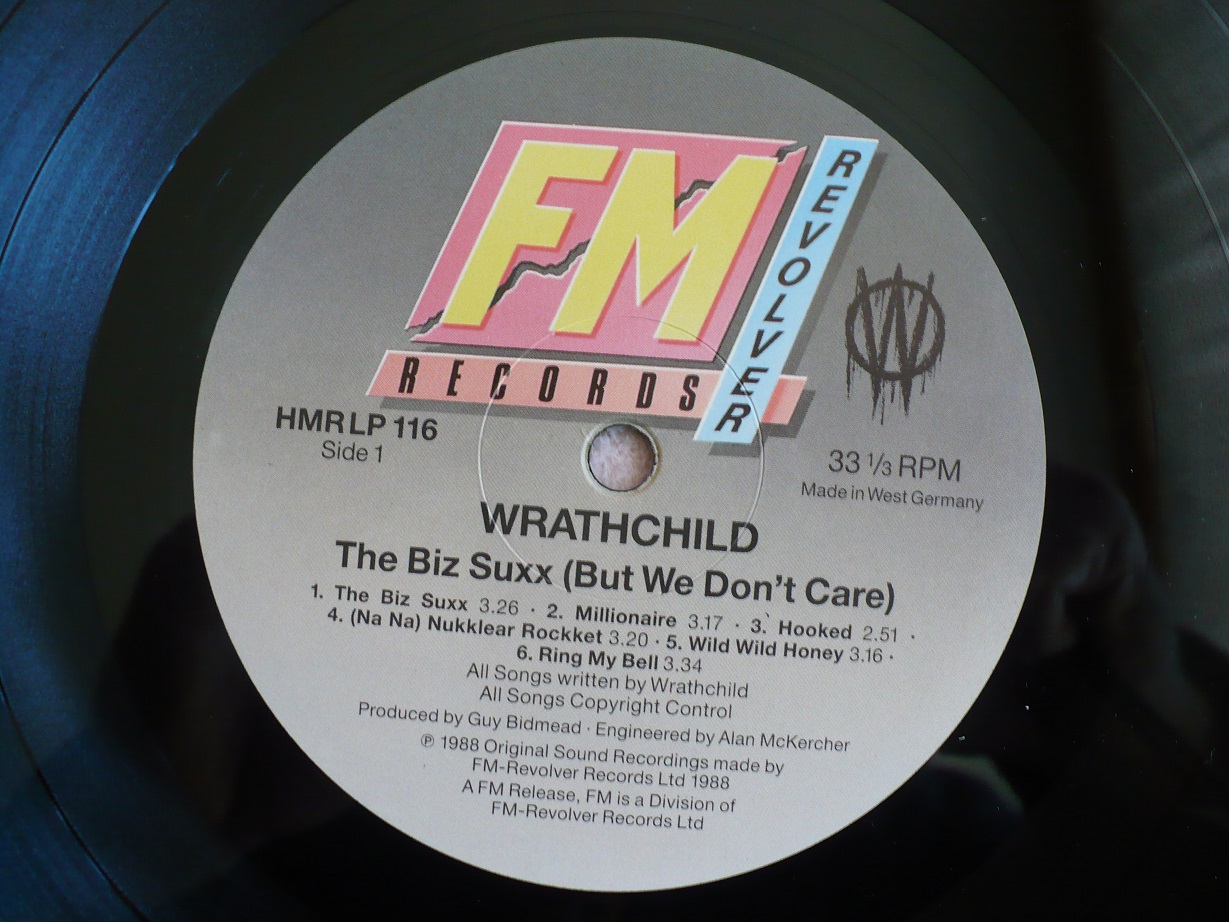 FM
REVOLVER
RECORDS
W
HMR LP 116
Side 1
33 1/3 RPM
Made in West Germany
WRATHCHILD
The Biz Suxx (But We Don't Care)
1. The Biz Suxx 3.26 · 2. Millionaire 3.17 · 3. Hooked 2.51 ·
4. (Na Na) Nukklear Rockket 3.20 · 5. Wild Wild Honey 3.16 ·
6. Ring My Bell 3.34
All Songs written by Wrathchild
All Songs Copyright Control
Produced by Guy Bidmead · Engineered by Alan McKercher
℗ 1988 Original Sound Recordings made by
FM-Revolver Records Ltd 1988
A FM Release, FM is a Division of
FM-Revolver Records Ltd